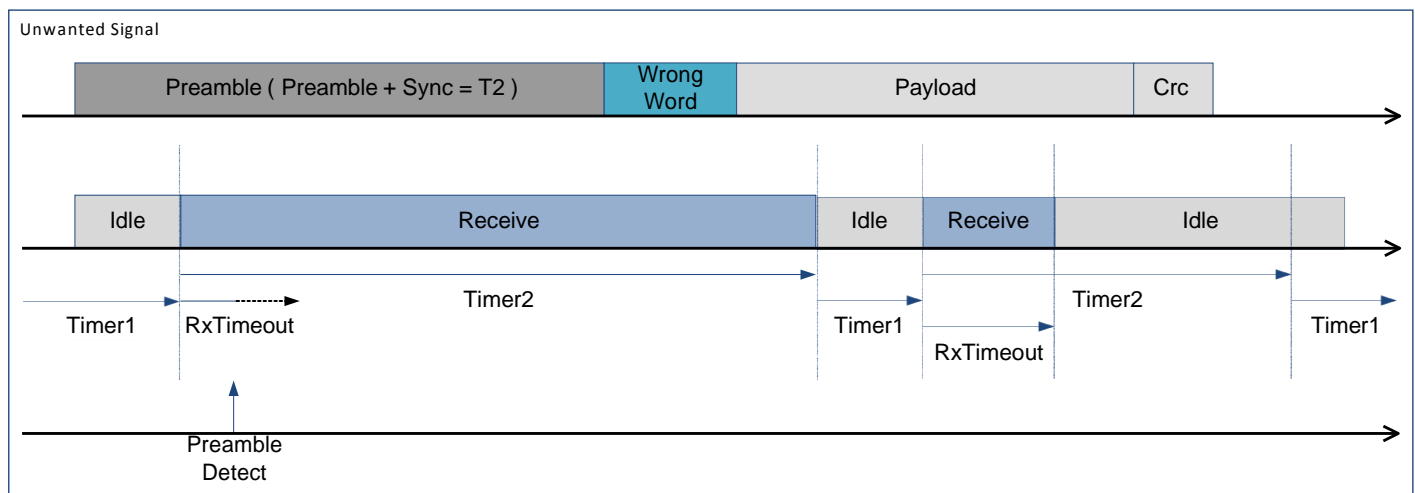 Unwanted Signal
Preamble ( Preamble + Sync = T2 )
Wrong
Word
Payload
Crc
Idle
Receive
Idle
Receive
Idle
Timer1
RxTimeout
Timer2
Timer1
RxTimeout
Timer2
Timer1
Preamble
Detect